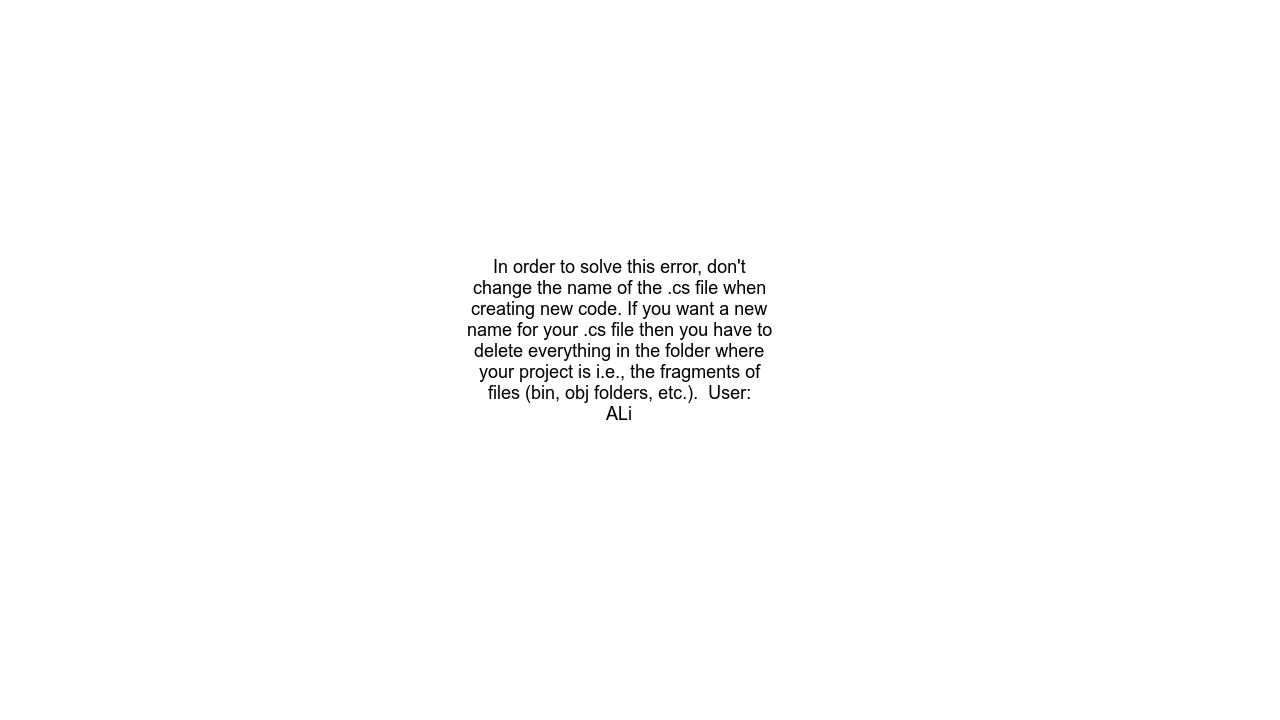 In order to solve this error, don't
change the name of the .cs file when
creating new code. If you want a new
name for your .cs file then you have to
delete everything in the folder where
your project is i.e., the fragments of
files (bin, obj folders, etc.).  User:
ALi